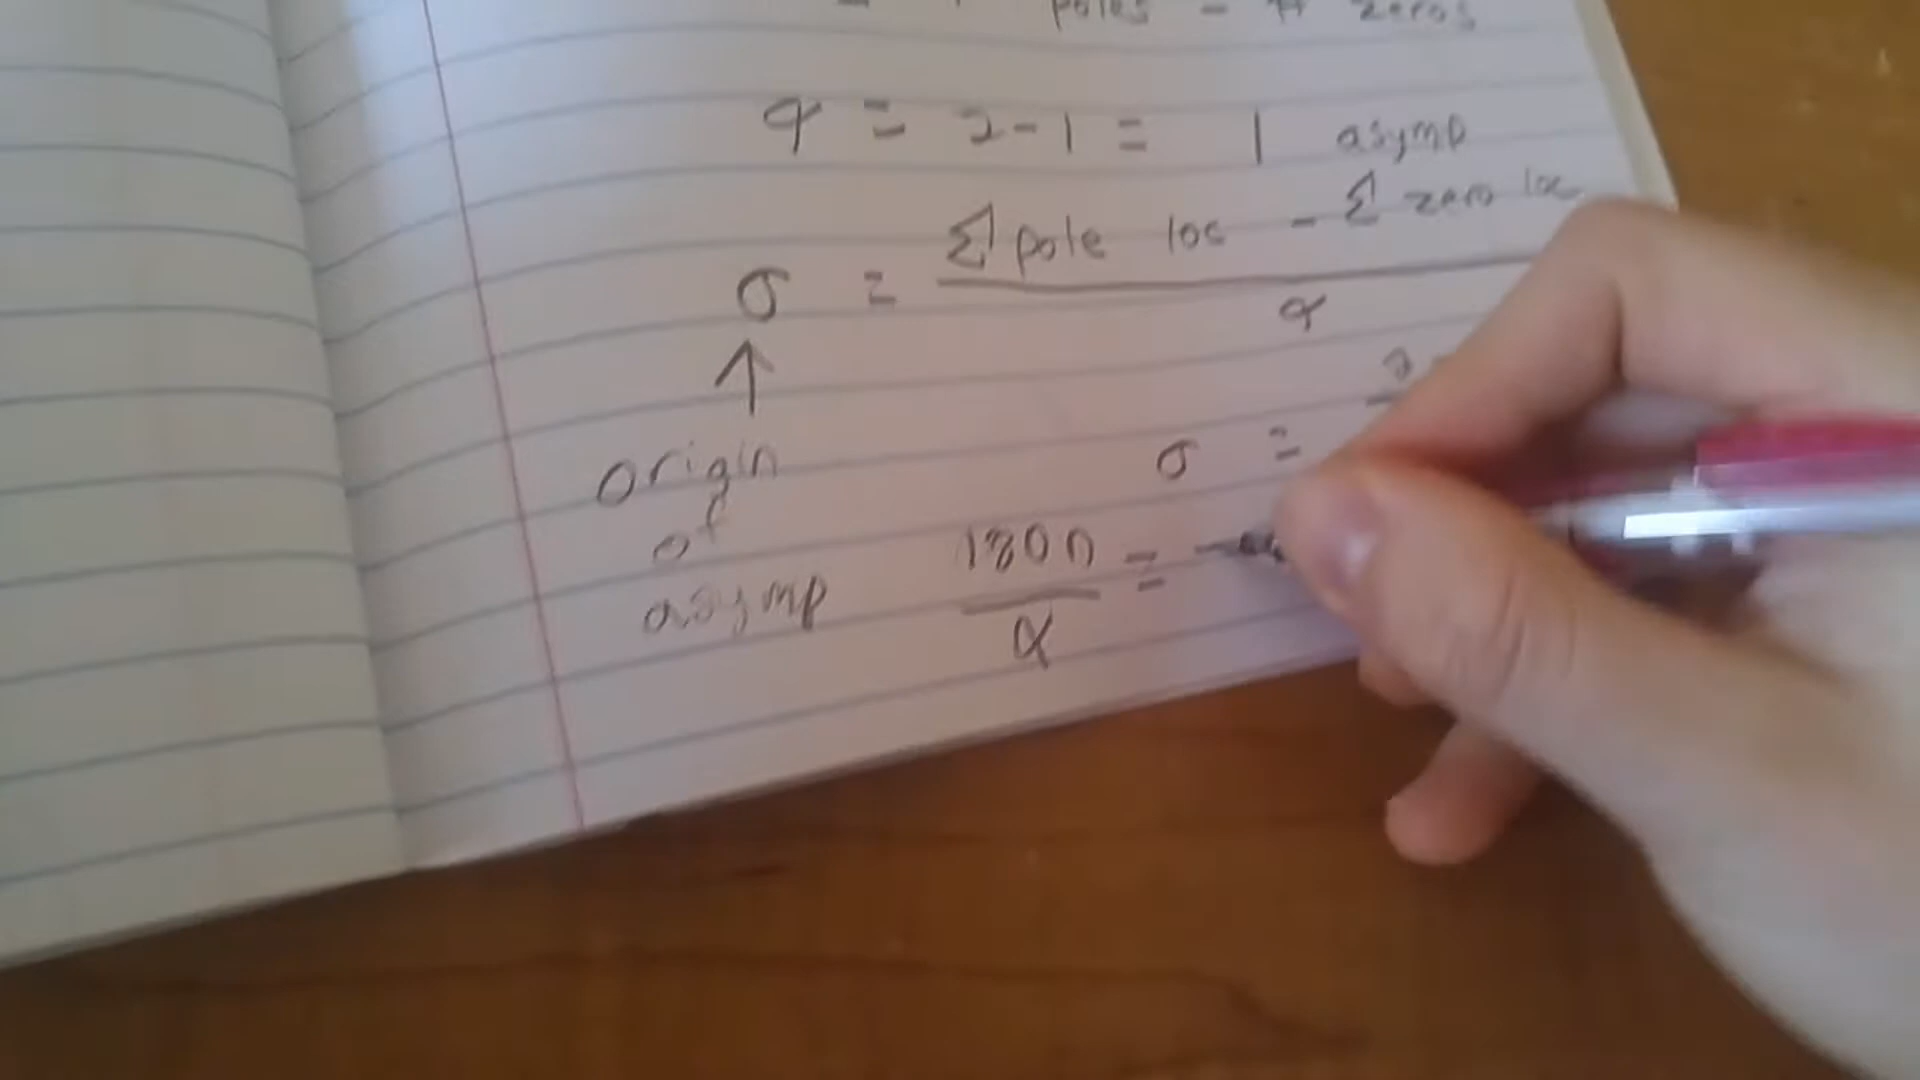 poles - # zeros
α = 2-1 = 1 asymp
σ = Σ pole loc - Σ zero loc
α
↑
origin
of
asymp
σ =
180n
α
=